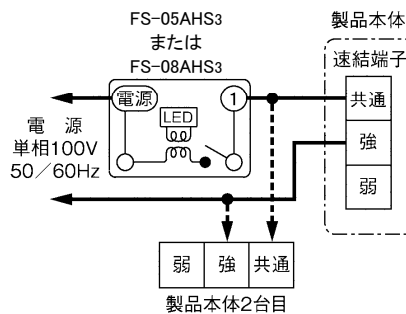 FS-05AHS3
または
FS-08AHS3
製品本体
速結端子
電源
LED
1
共通
強
弱
電 源
単相100V
50/60Hz
弱 強 共通
製品本体2台目